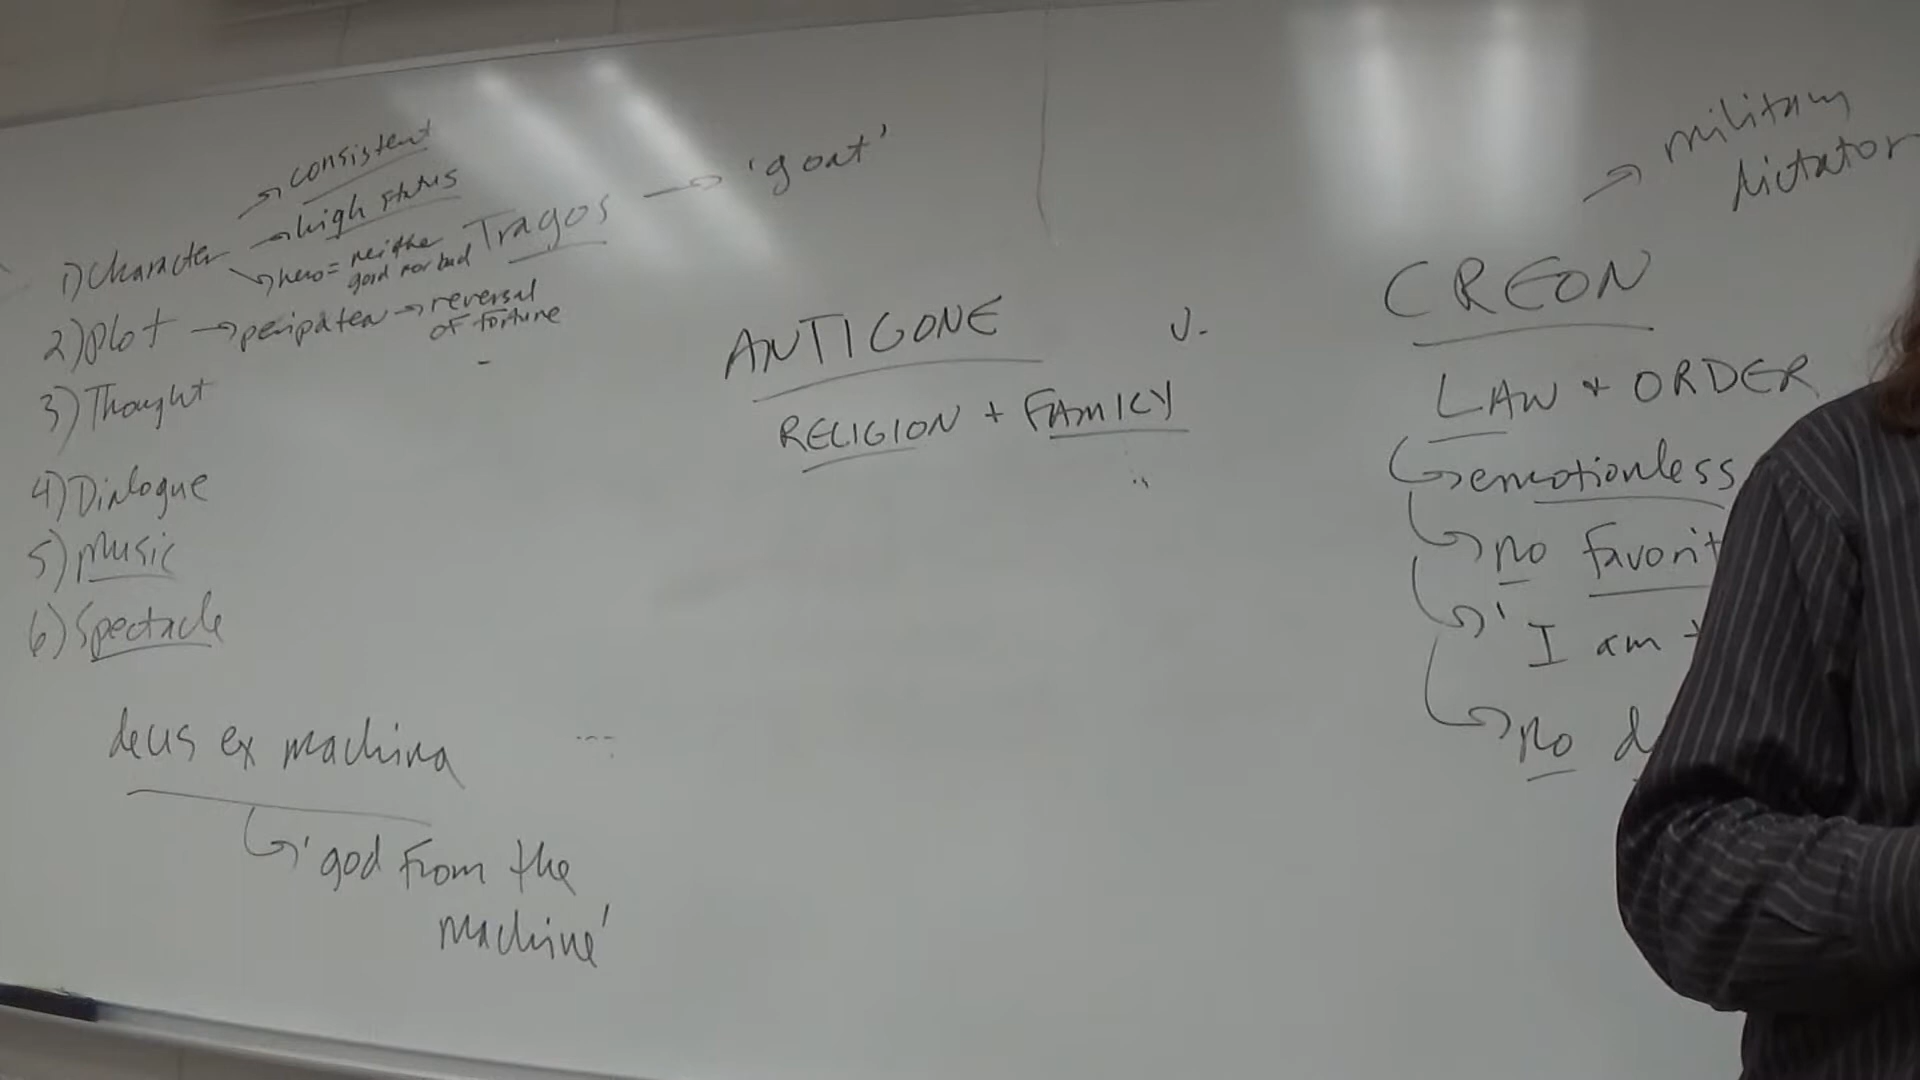 consistent
high status
1) Character
hero = neither
good nor bad
Tragos → 'goat'
2) Plot → peripatea → reversal
of fortune
3) Thought
4) Dialogue
5) Music
6) Spectacle
deus ex machina
'god from the
machine'
ANTIGONE v. CREON
RELIGION + FAMILY
military
dictator
LAW + ORDER
emotionless
no favorit
'I am
no d